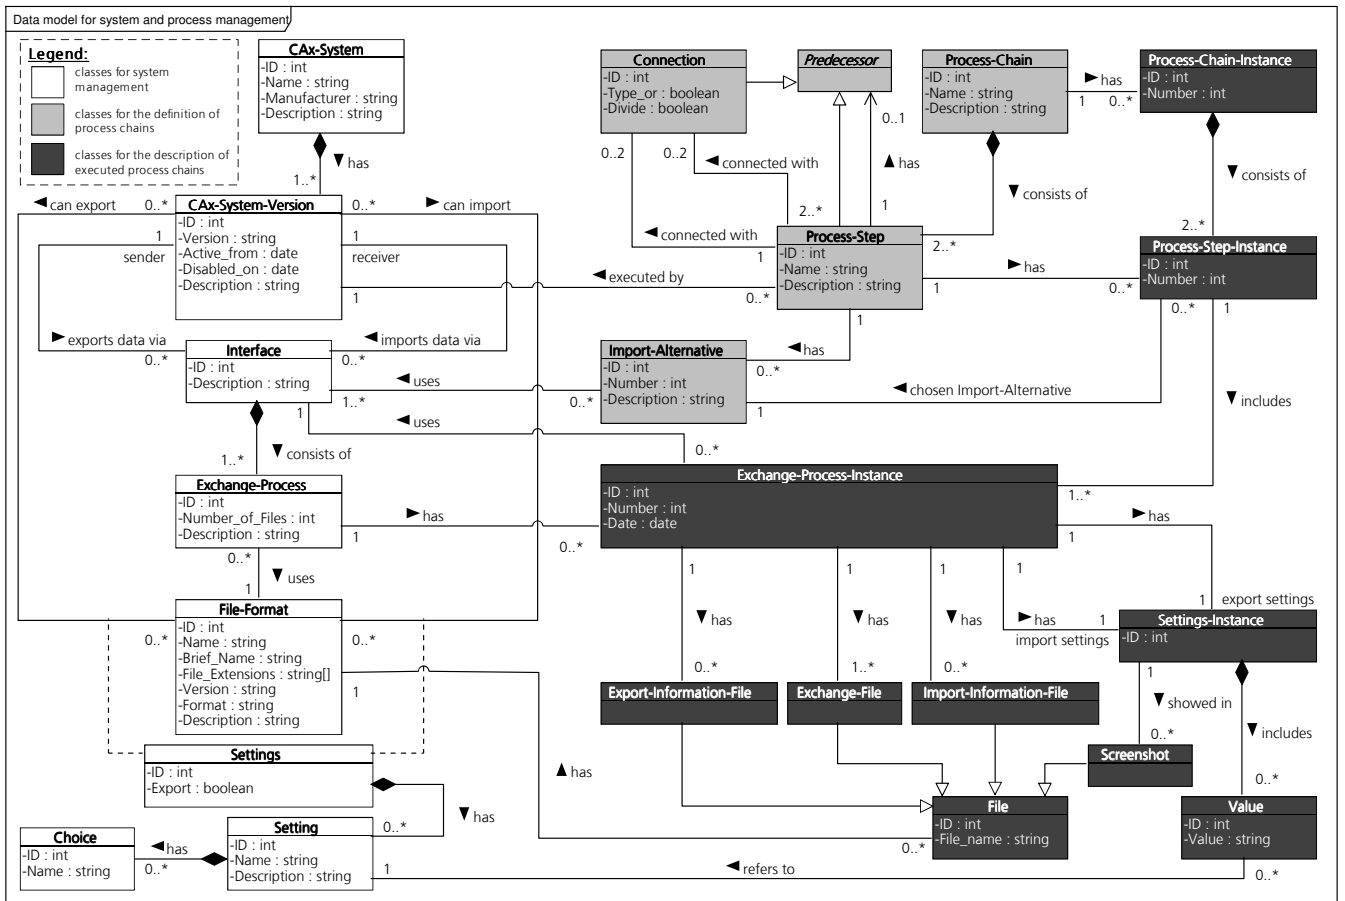 Data model for system and process management
Legend:
classes for system
management
classes for the definition of
process chains
classes for the description of
executed process chains
CAx-System
-ID : int
-Name : string
-Manufacturer : string
-Description : string
has
1..*
can export
0..*
CAx-System-Version
-ID : int
-Version : string
-Active_from : date
-Disabled_on : date
-Description : string
0..*
can import
1
sender
1
receiver
1
executed by
0..*
exports data via
0..*
imports data via
0..*
Interface
-ID : int
-Description : string
1
uses
1..*
0..*
uses
0..*
consists of
1..*
Exchange-Process
-ID : int
-Number_of_Files : int
-Description : string
has
1
0..*
0..*
uses
1
File-Format
-ID : int
-Name : string
-Brief_Name : string
-File_Extensions : string[]
-Version : string
-Format : string
-Description : string
0..*
0..*
1
Settings
-ID : int
-Export : boolean
has
0..*
Setting
-ID : int
-Name : string
-Description : string
1
has
0..*
Choice
-ID : int
-Name : string
Connection
-ID : int
-Type_or : boolean
-Divide : boolean
0..2
0..2
connected with
2..*
connected with
1
Predecessor
0..1
has
1
Process-Chain
-ID : int
-Name : string
-Description : string
has
1
0..*
consists of
2..*
Process-Chain-Instance
-ID : int
-Number : int
consists of
2..*
Process-Step
-ID : int
-Name : string
-Description : string
has
1
0..*
1
has
0..*
Process-Step-Instance
-ID : int
-Number : int
0..*
1
Import-Alternative
-ID : int
-Number : int
-Description : string
chosen Import-Alternative
1
includes
1..*
Exchange-Process-Instance
-ID : int
-Number : int
-Date : date
has
1
1
1
1
1
has
has
has
has
1
import settings
1
export settings
0..*
1..*
0..*
Settings-Instance
-ID : int
1
showed in
0..*
includes
0..*
Export-Information-File
Exchange-File
Import-Information-File
Screenshot
has
0..*
File
-ID : int
-File_name : string
Value
-ID : int
-Value : string
refers to
0..*